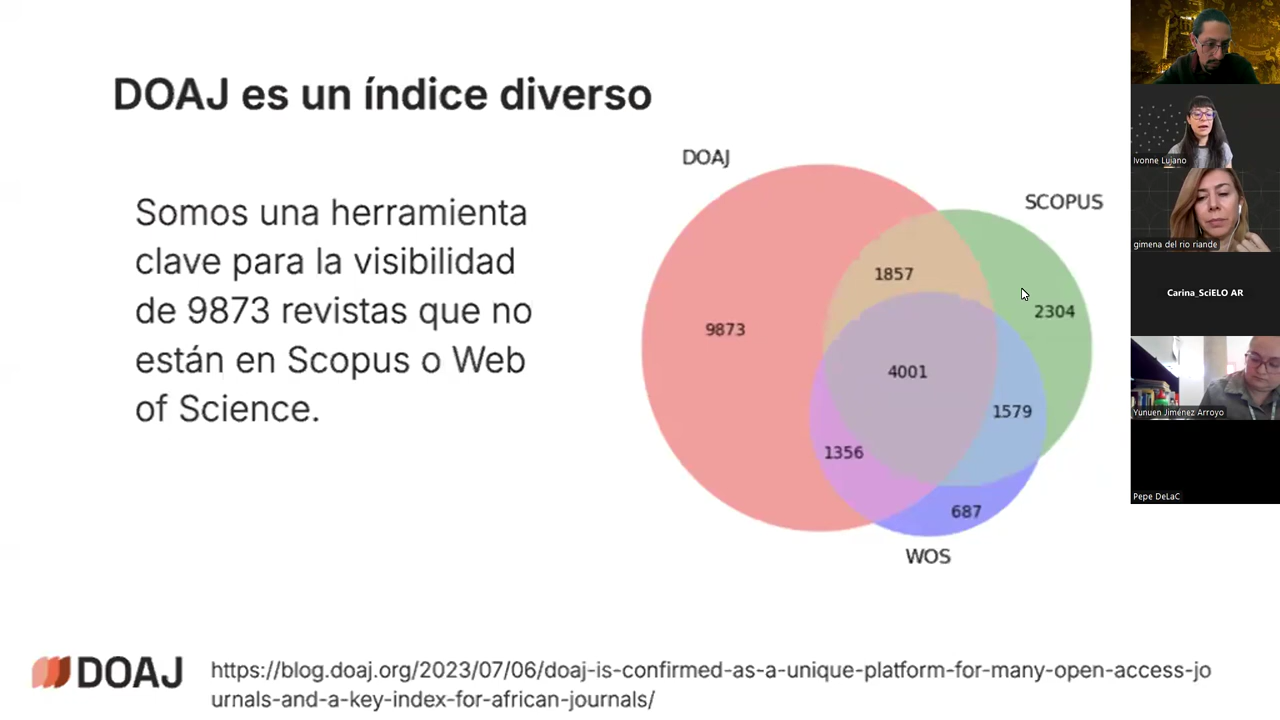 DOAJ es un índice diverso
Somos una herramienta
clave para la visibilidad
de 9873 revistas que no
están en Scopus o Web
of Science.
DOAJ
SCOPUS
1857
2304
9873
4001
1579
1356
687
WOS
DOAJ
https://blog.doaj.org/2023/07/06/doaj-is-confirmed-as-a-unique-platform-for-many-open-access-jo
urnals-and-a-key-index-for-african-journals/
Ivonne Lujano
gimena del rio riande
Carina_SciELO AR
Yunuen Jiménez Arroyo
Pepe DeLaC